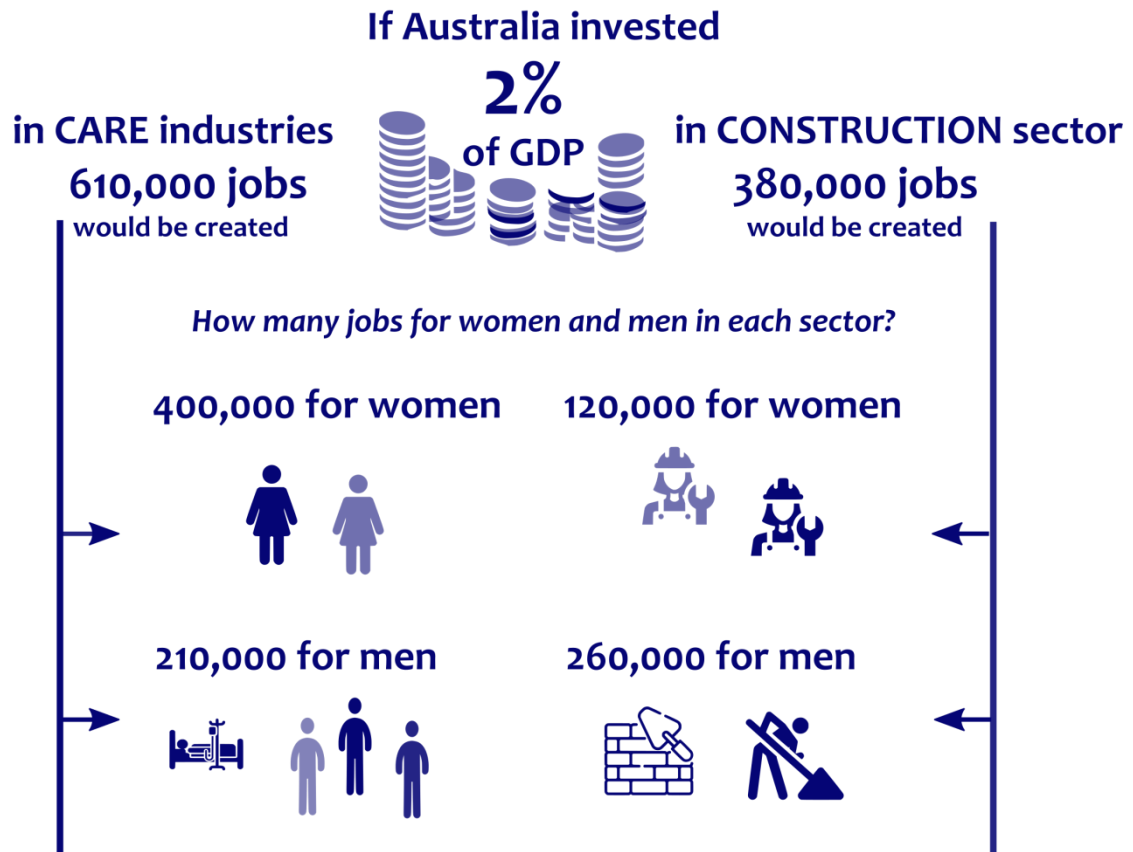 If Australia invested
2%
of GDP
in CARE industries
610,000 jobs
would be created
in CONSTRUCTION sector
380,000 jobs
would be created
How many jobs for women and men in each sector?
400,000 for women
120,000 for women
210,000 for men
260,000 for men